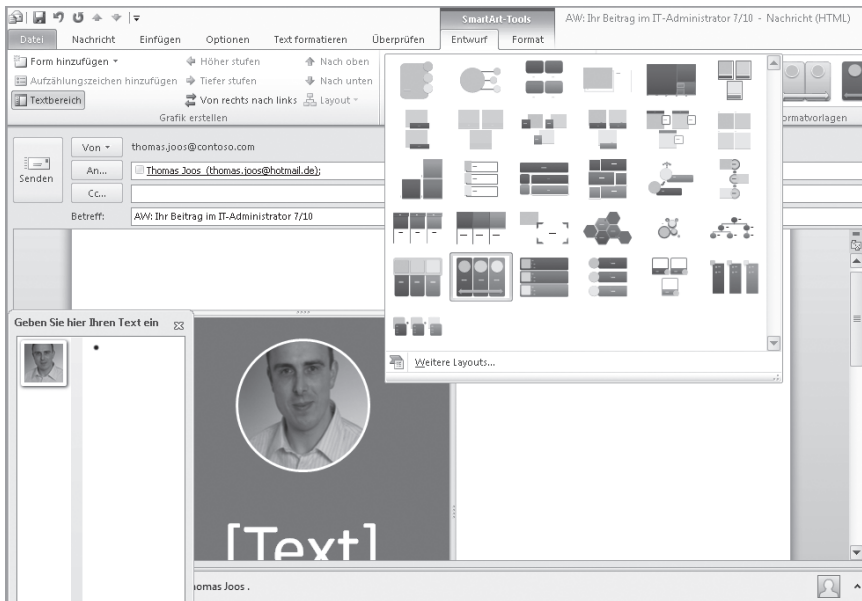 SmartArt-Tools
AW: Ihr Beitrag im IT-Administrator 7/10 - Nachricht (HTML)
Datei Nachricht Einfügen Optionen Text formatieren Überprüfen Entwurf Format
Form hinzufügen Höher stufen Nach oben
Aufzählungszeichen hinzufügen Tiefer stufen Nach unten
Textbereich Von rechts nach links Layout
Grafik erstellen
ormatvorlagen
Von thomas.joos@contoso.com
Senden
An... Thomas Joos (thomas.joos@hotmail.de);
Cc...
Betreff: AW: Ihr Beitrag im IT-Administrator 7/10
Weitere Layouts...
Geben Sie hier Ihren Text ein
[Text]
homas Joos .